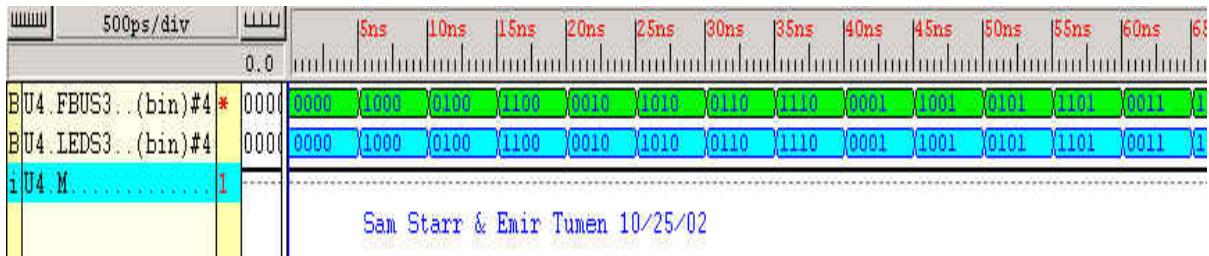 500ps/div
5ns 10ns 15ns 20ns 25ns 30ns 35ns 40ns 45ns 50ns 55ns 60ns
0.0
B U4.FBUS3..(bin)#4 * 0000 0000 1000 0100 1100 0010 1010 0110 1110 0001 1001 0101 1101 0011
B U4.LEDS3..(bin)#4 0000 0000 1000 0100 1100 0010 1010 0110 1110 0001 1001 0101 1101 0011
i U4.M.............1
Sam Starr & Emir Tumen 10/25/02